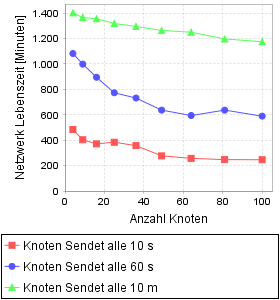 1.400
1.200
1.000
800
600
400
200
0
Netzwerk Lebenszeit [Minuten]
0 20 40 60 80 100
Anzahl Knoten
Knoten Sendet alle 10 s
Knoten Sendet alle 60 s
Knoten Sendet alle 10 m